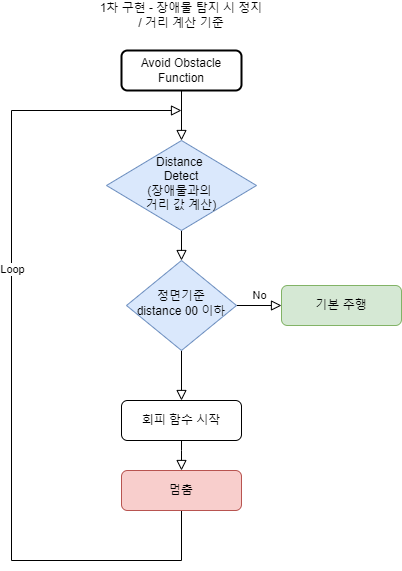 1차 구현 - 장애물 탐지 시 정지
/ 거리 계산 기준
Avoid Obstacle
Function
Distance
Detect
(장애물과의
거리 값 계산)
Loop
정면기준
distance 00 이하
No
기본 주행
회피 함수 시작
멈춤